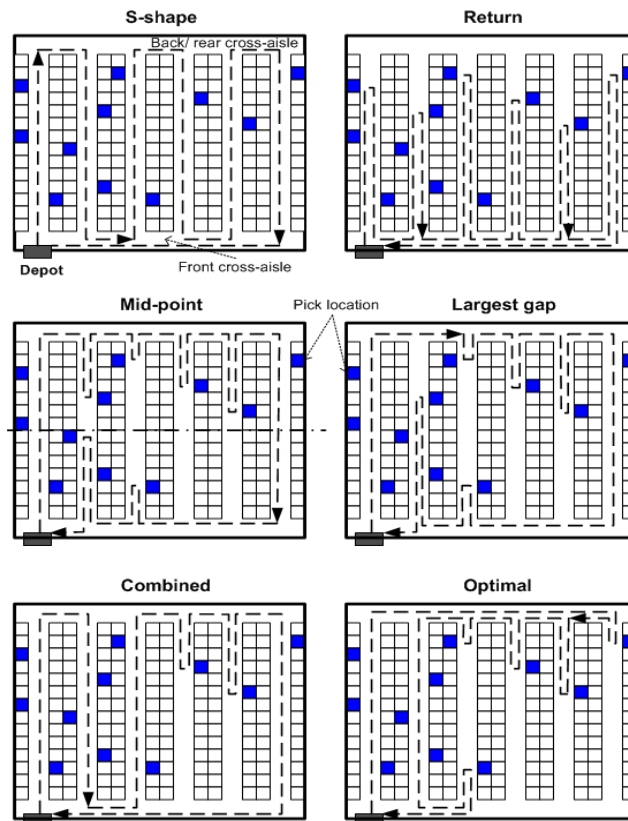 S-shape
Return
Back/ rear cross-aisle
Depot
Front cross-aisle
Mid-point
Pick location
Largest gap
Combined
Optimal